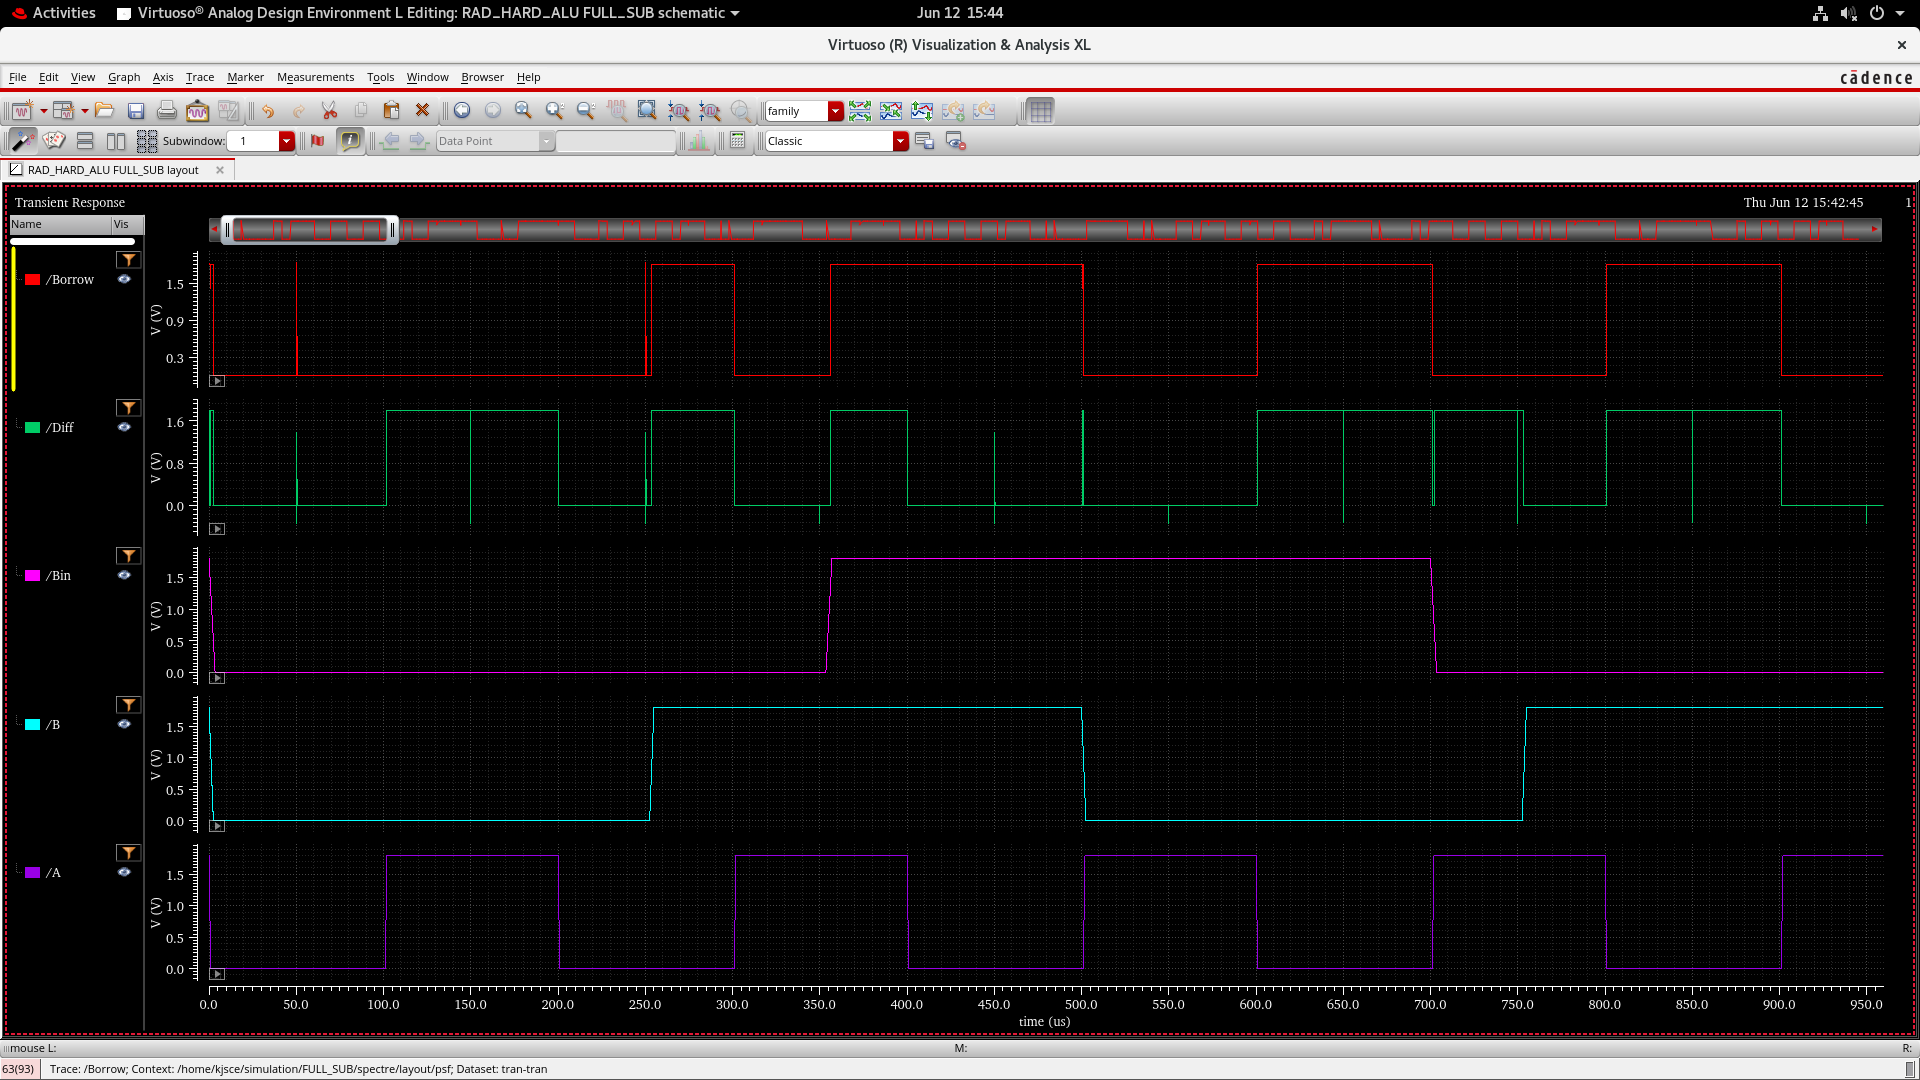 Activities
Virtuoso® Analog Design Environment L Editing: RAD_HARD_ALU FULL_SUB schematic
Jun 12 15:44
Virtuoso (R) Visualization & Analysis XL
File Edit View Graph Axis Trace Marker Measurements Tools Window Browser Help
cādence
family
Subwindow: 1
Data Point
Classic
RAD_HARD_ALU FULL_SUB layout
Transient Response
Thu Jun 12 15:42:45
1
Name Vis
/Borrow
V (V)
1.5
0.9
0.3
/Diff
V (V)
1.6
0.8
0.0
/Bin
V (V)
1.5
1.0
0.5
0.0
/B
V (V)
1.5
1.0
0.5
0.0
/A
V (V)
1.5
1.0
0.5
0.0
0.0 50.0 100.0 150.0 200.0 250.0 300.0 350.0 400.0 450.0 500.0 550.0 600.0 650.0 700.0 750.0 800.0 850.0 900.0 950.0
time (us)
mouse L: M: R:
63(93) Trace: /Borrow; Context: /home/kjsce/simulation/FULL_SUB/spectre/layout/psf; Dataset: tran-tran